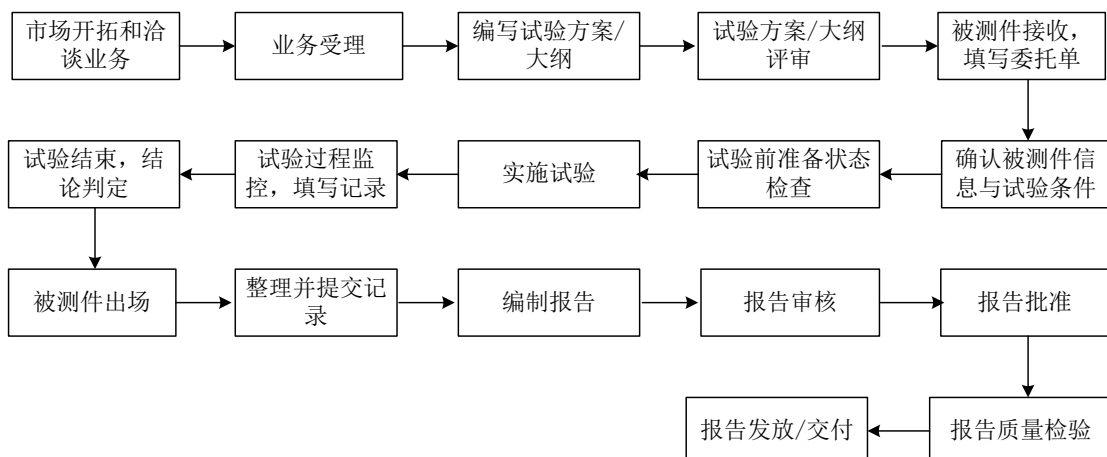 市场开拓和洽
谈业务
业务受理
编写试验方案/
大纲
试验方案/大纲
评审
被测件接收,
填写委托单
确认被测件信
息与试验条件
试验前准备状态
检查
实施试验
试验过程监
控,填写记录
试验结束,结
论判定
被测件出场
整理并提交记
录
编制报告
报告审核
报告批准
报告质量检验
报告发放/交付